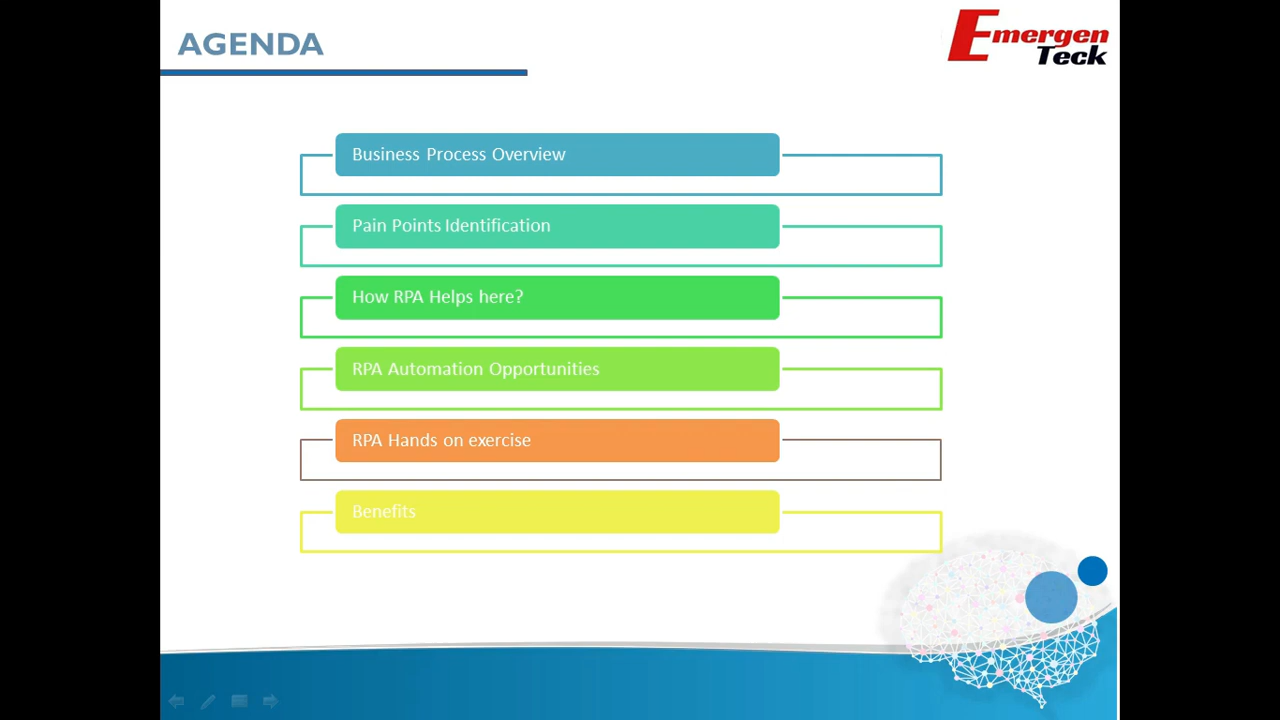 AGENDA
Emergen
Teck
Business Process Overview
Pain Points Identification
How RPA Helps here?
RPA Automation Opportunities
RPA Hands on exercise
Benefits